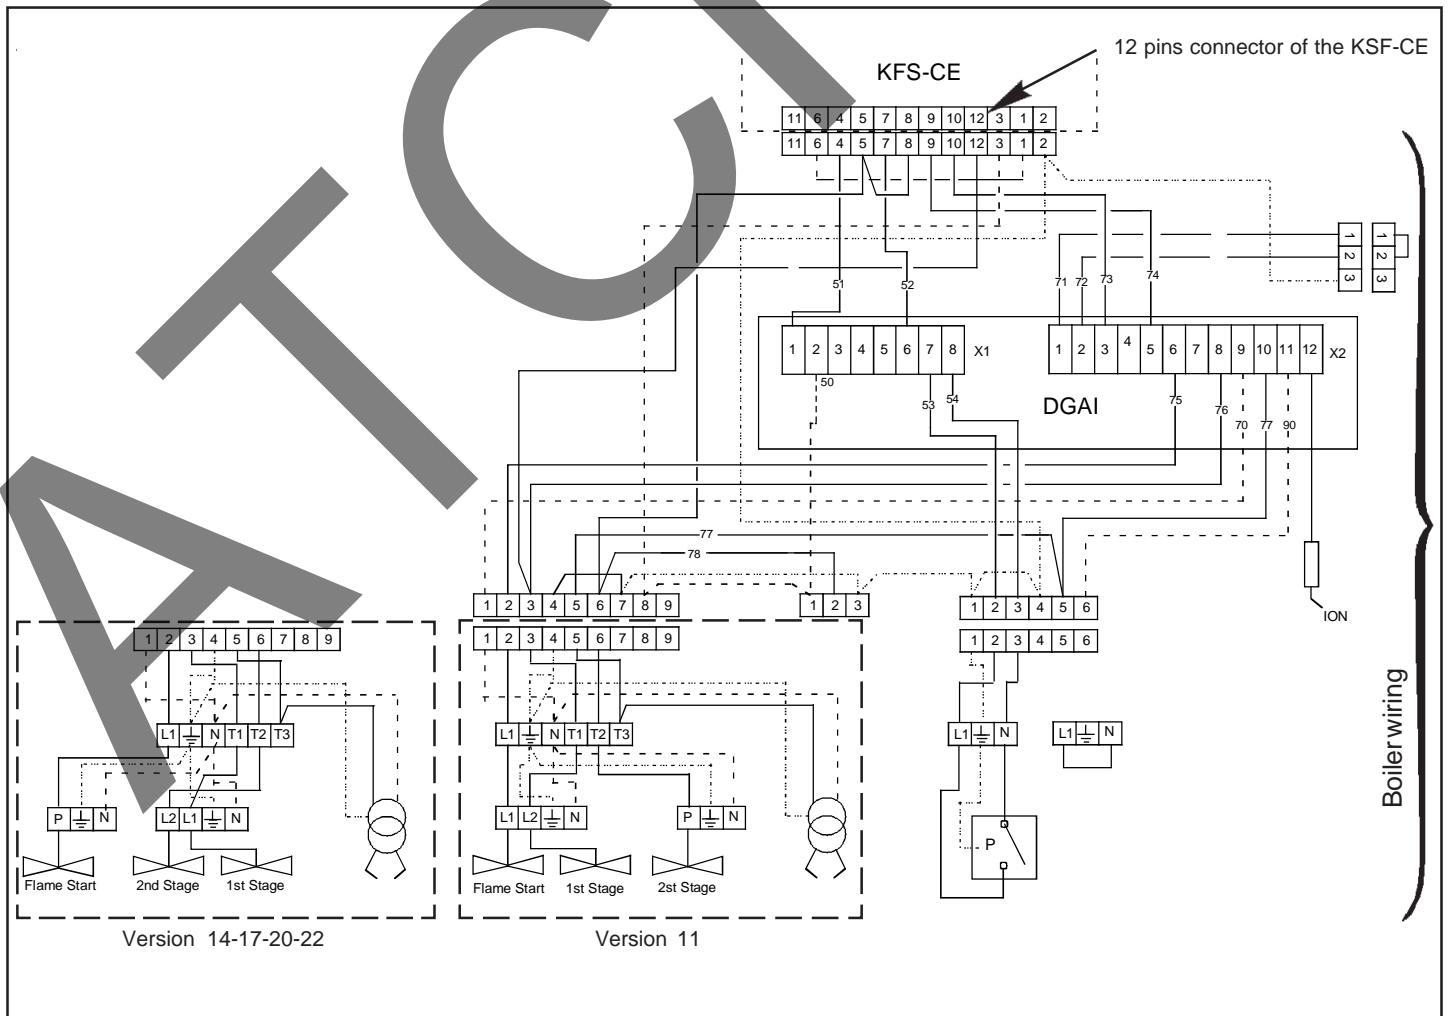 12 pins connector of the KSF-CE
KFS-CE
11 6 4 5 7 8 9 10 12 3 1 2
11 6 4 5 7 8 9 10 12 3 1 2
1 1
2 2
3 3
51 52 71 72 73 74
1 2 3 4 5 6 7 8 X1
1 2 3 4 5 6 7 8 9 10 11 12 X2
50 53 54 DGAI 75 76 70 77 90
77
78
1 2 3 4 5 6 7 8 9
1 2 3
1 2 3 4 5 6
ION
1 2 3 4 5 6 7 8 9
1 2 3 4 5 6 7 8 9
1 2 3 4 5 6
L1 N T1 T2 T3
L1 N T1 T2 T3
L1 N
L1 N
P N
L2 L1 N
L1 L2 N
P N
P
Flame Start 2nd Stage 1st Stage
Flame Start 1st Stage 2st Stage
Version 14-17-20-22
Version 11
Boiler wiring
ATC